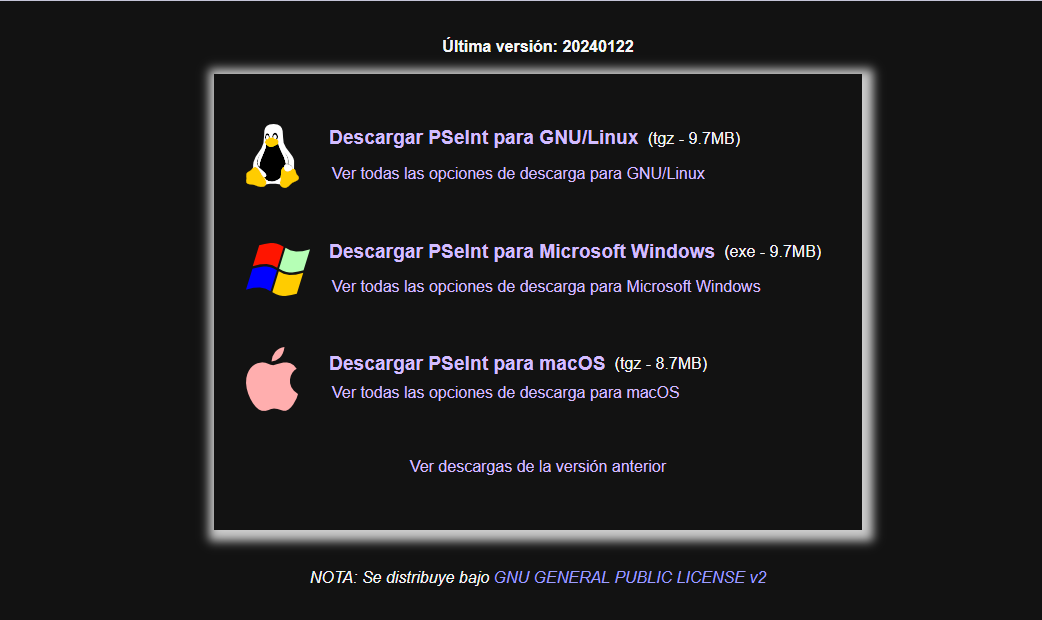 Última versión: 20240122
Descargar PSeInt para GNU/Linux (tgz - 9.7MB)
Ver todas las opciones de descarga para GNU/Linux
Descargar PSeInt para Microsoft Windows (exe - 9.7MB)
Ver todas las opciones de descarga para Microsoft Windows
Descargar PSeInt para macOS (tgz - 8.7MB)
Ver todas las opciones de descarga para macOS
Ver descargas de la versión anterior
NOTA: Se distribuye bajo GNU GENERAL PUBLIC LICENSE v2